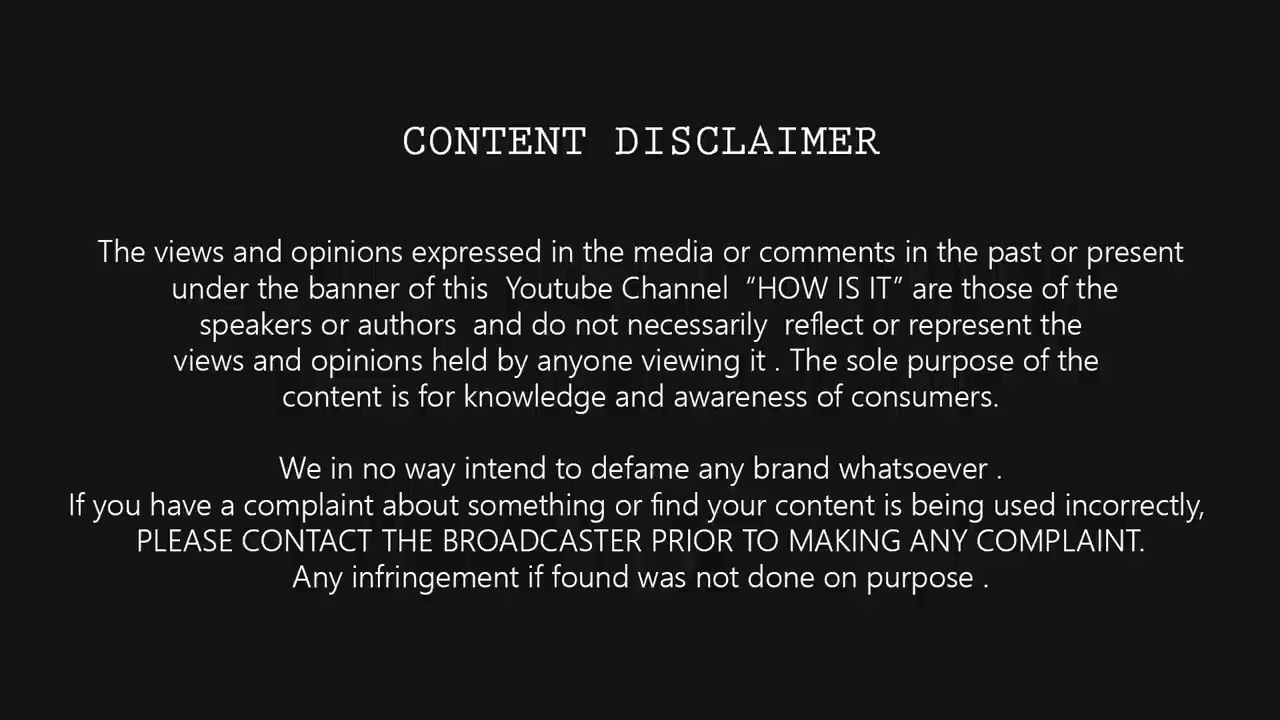 CONTENT DISCLAIMER
The views and opinions expressed in the media or comments in the past or present
under the banner of this  Youtube Channel  “HOW IS IT” are those of the
speakers or authors  and do not necessarily  reflect or represent the
views and opinions held by anyone viewing it . The sole purpose of the
content is for knowledge and awareness of consumers.
We in no way intend to defame any brand whatsoever .
If you have a complaint about something or find your content is being used incorrectly,
PLEASE CONTACT THE BROADCASTER PRIOR TO MAKING ANY COMPLAINT.
Any infringement if found was not done on purpose .